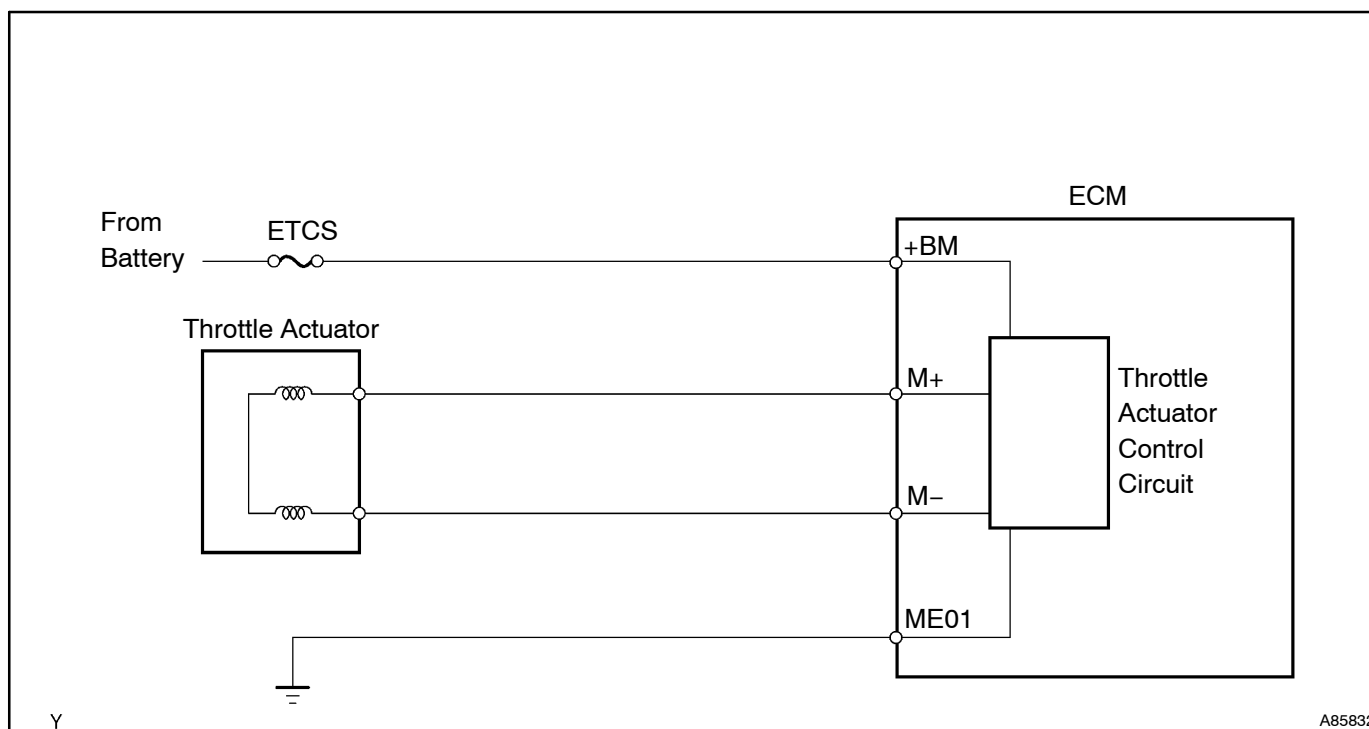 ECM
From
Battery
ETCS
+BM
Throttle Actuator
M+
Throttle
Actuator
Control
Circuit
M−
ME01
Y
A85832